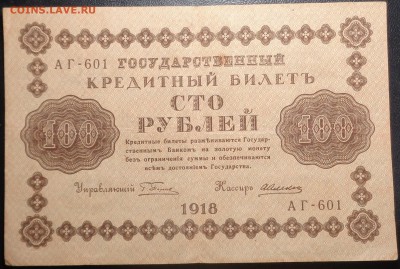 COINS.LAS.RU
ГОСУДАРСТВЕННЫЙ
АГ-601
КРЕДИТНЫЙ БИЛЕТЪ
СТО
РУБЛЕЙ
100 100
Кредитные билеты размѣниваются Государ-
ственнымъ Банкомъ на золотую монету
безъ ограниченія суммы и обезпечиваются
всѣмъ достояніемъ Государства.
Управляющій Кассиръ
1918
АГ-601